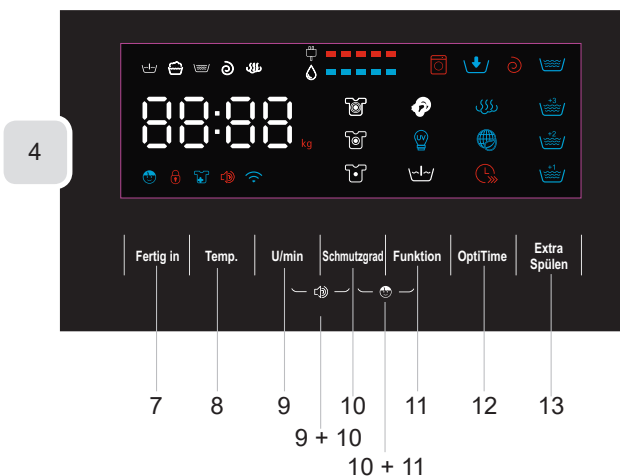 88:88
kg
UV
+3
+2
+1
4
Fertig in
Temp.
U/min
Schmutzgrad
Funktion
OptiTime
Extra
Spülen
7
8
9
10
11
12
13
9 + 10
10 + 11